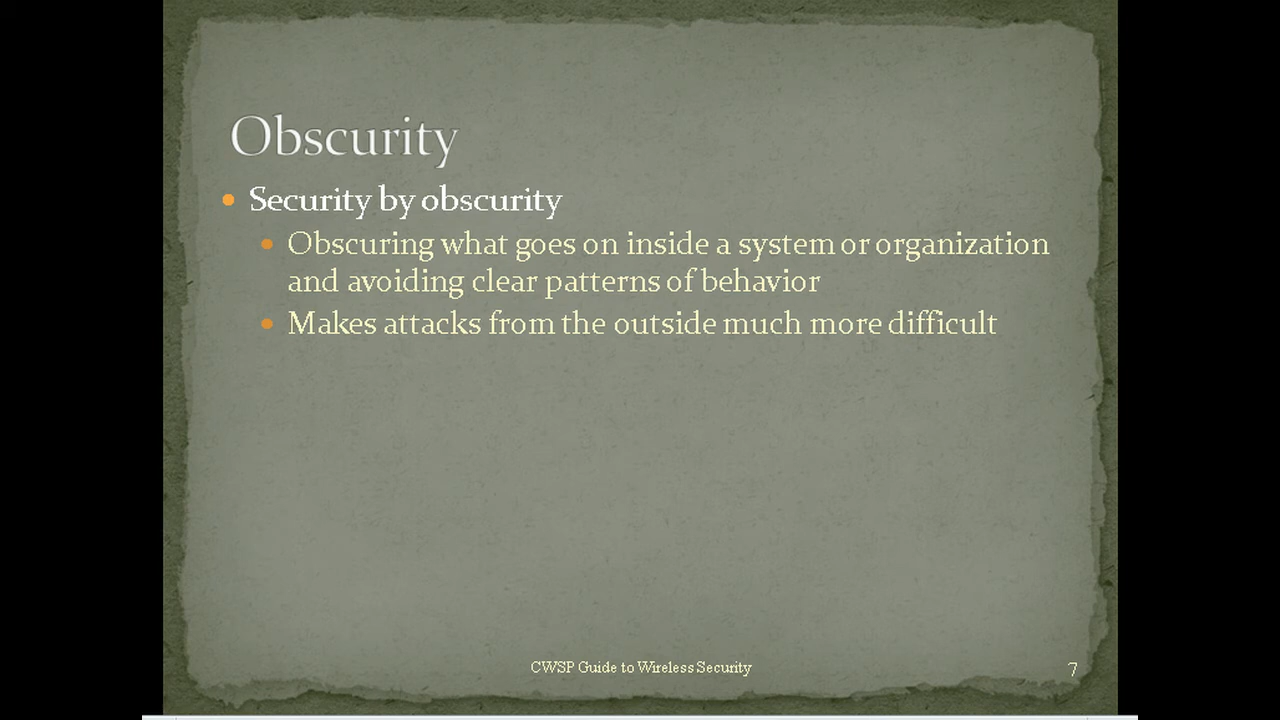 Obscurity
Security by obscurity
Obscuring what goes on inside a system or organization
and avoiding clear patterns of behavior
Makes attacks from the outside much more difficult
CWSP Guide to Wireless Security
7